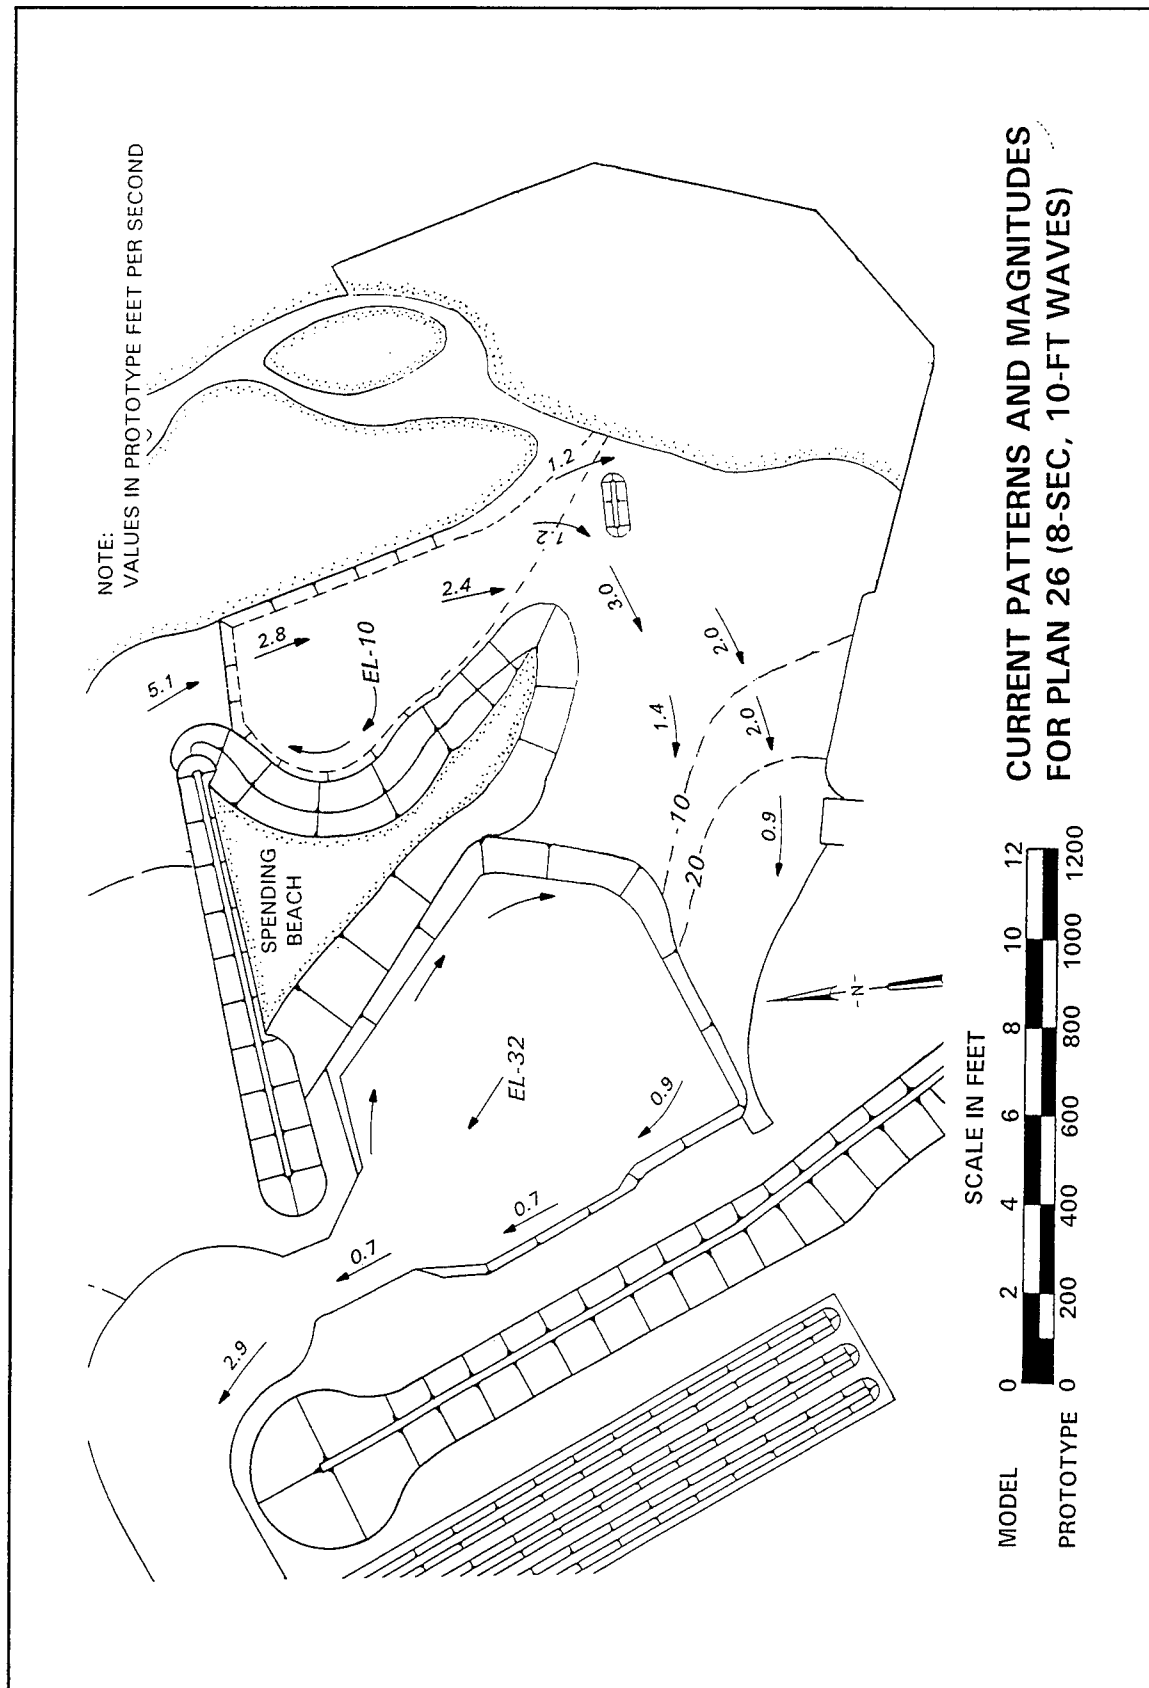 NOTE:
VALUES IN PROTOTYPE FEET PER SECOND
5.1
2.8
EL-10
2.4
1.2
1.2
3.0
2.0
1.4
2.0
-10-
-20-
0.9
SPENDING
BEACH
EL-32
0.9
0.7
0.7
2.9
-N-
SCALE IN FEET
MODEL 0 2 4 6 8 10 12
PROTOTYPE 0 200 400 600 800 1000 1200
CURRENT PATTERNS AND MAGNITUDES
FOR PLAN 26 (8-SEC, 10-FT WAVES)